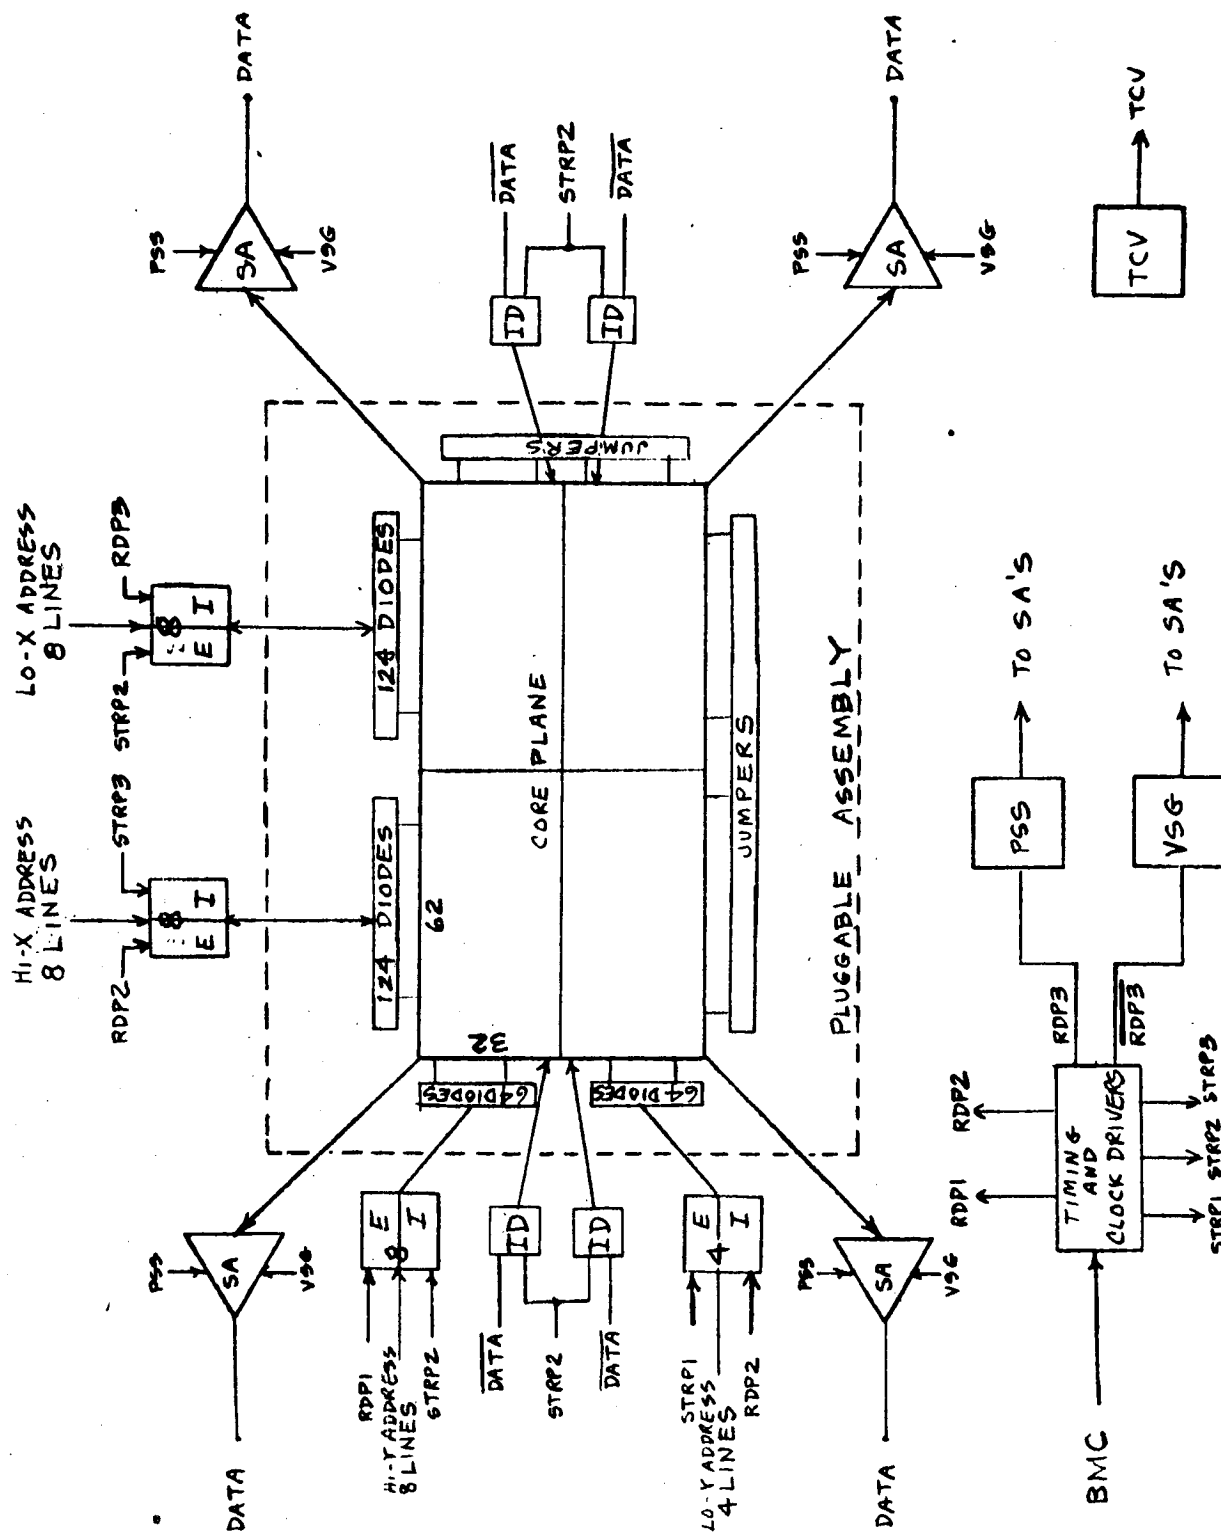 DATA
PSS
SA
VSG
DATA
STRP2
DATA
ID
ID
DATA
PSS
SA
VSG
TCV
TCV
LO-X ADDRESS
8 LINES
STRP2
RDP3
8
E I
HI-X ADDRESS
8 LINES
RDP2
STRP3
8
E I
124 DIODES
124 DIODES
JUMPERS
62
32
CORE PLANE
JUMPERS
PLUGGABLE ASSEMBLY
64 DIODES
64 DIODES
PSS
SA
VSG
DATA
RDP1
HI-Y ADDRESS
8 LINES
STRP2
E
8
I
DATA
STRP2
DATA
ID
ID
STRP1
LO-Y ADDRESS
4 LINES
RDP2
E
4
I
PSS
SA
VSG
DATA
BMC
TIMING
AND
CLOCK DRIVERS
RDP1
RDP2
STRP1
STRP2
STRP3
RDP3
RDP3
PSS
TO SA'S
VSG
TO SA'S